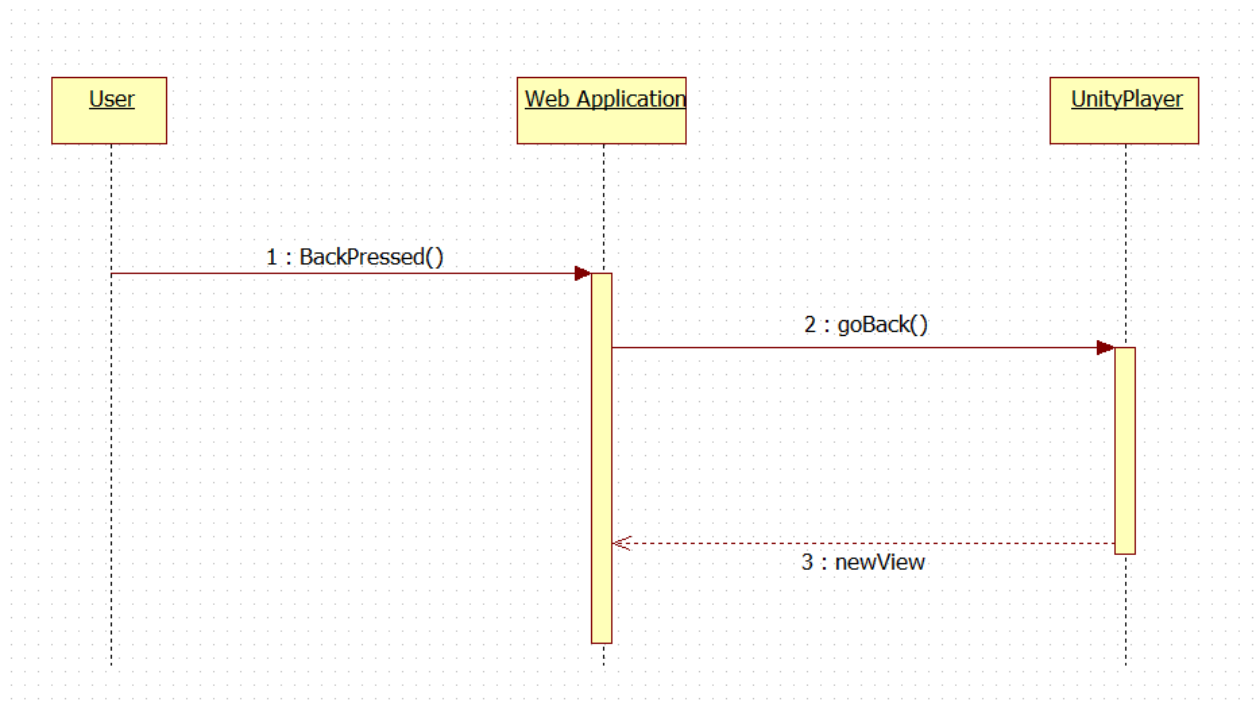 User
Web Application
UnityPlayer
1 : BackPressed()
2 : goBack()
3 : newView